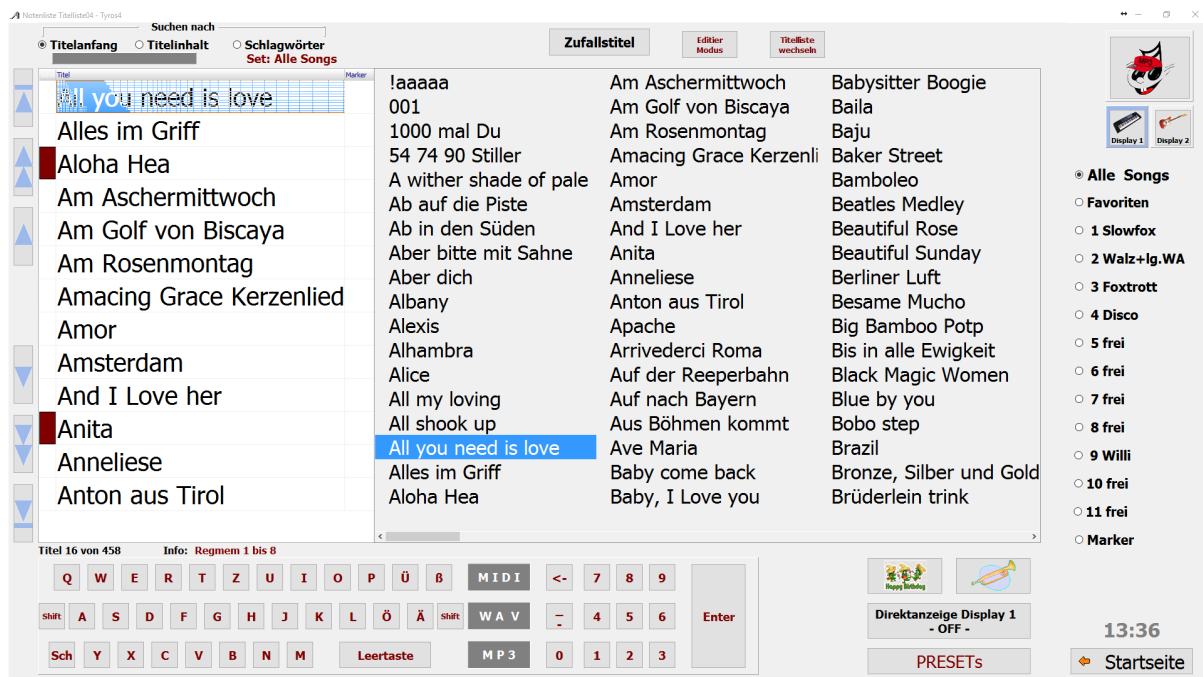 Notenliste Titelliste04 - Tyros4
Suchen nach
Titelanfang Titelinhalt Schlagwörter
Set: Alle Songs
Zufallstitel
Editier Modus
Titelliste wechseln
MP3
Display 1 Display 2
Titel Marker
All you need is love
Alles im Griff
Aloha Hea
Am Aschermittwoch
Am Golf von Biscaya
Am Rosenmontag
Amacing Grace Kerzenlied
Amor
Amsterdam
And I Love her
Anita
Anneliese
Anton aus Tirol
!aaaaa
001
1000 mal Du
54 74 90 Stiller
A wither shade of pale
Ab auf die Piste
Ab in den Süden
Aber bitte mit Sahne
Aber dich
Albany
Alexis
Alhambra
Alice
All my loving
All shook up
All you need is love
Alles im Griff
Aloha Hea
Am Aschermittwoch
Am Golf von Biscaya
Am Rosenmontag
Amacing Grace Kerzenli
Amor
Amsterdam
And I Love her
Anita
Anneliese
Anton aus Tirol
Apache
Arrivederci Roma
Auf der Reeperbahn
Auf nach Bayern
Aus Böhmen kommt
Ave Maria
Baby come back
Baby, I Love you
Babysitter Boogie
Baila
Baju
Baker Street
Bamboleo
Beatles Medley
Beautiful Rose
Beautiful Sunday
Berliner Luft
Besame Mucho
Big Bamboo Potp
Bis in alle Ewigkeit
Black Magic Women
Blue by you
Bobo step
Brazil
Bronze, Silber und Gold
Brüderlein trink
Alle Songs
Favoriten
1 Slowfox
2 Walz+lg.WA
3 Foxtrott
4 Disco
5 frei
6 frei
7 frei
8 frei
9 Willi
10 frei
11 frei
Marker
Titel 16 von 458 Info: Regmem 1 bis 8
Q W E R T Z U I O P Ü ß MIDI <- 7 8 9
Shift A S D F G H J K L Ö Ä Shift WAV _ - 4 5 6 Enter
Sch Y X C V B N M Leertaste MP3 0 1 2 3
Happy Birthday
Direktanzeige Display 1
- OFF -
PRESETs
13:36
Startseite